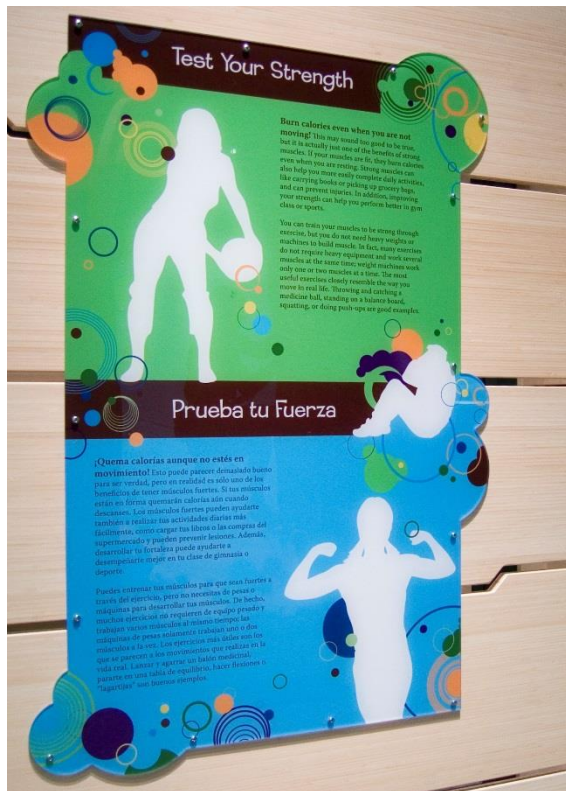 Test Your Strength
Burn calories even when you are not
moving! This may sound too good to be true,
but it is actually just one of the benefits of strong
muscles. If your muscles are fit, they burn calories
even when you are resting. Strong muscles can
also help you more easily complete daily activities,
like carrying books or picking up grocery bags,
and can prevent injuries. In addition, improving
your strength can help you perform better in gym
class or sports.
You can train your muscles to be strong through
exercise, but you do not need heavy weights or
machines to build muscle. In fact, many exercises
do not require heavy equipment and work several
muscles at the same time; weight machines work
only one or two muscles at a time. The most
useful exercises closely resemble the way you
move in real life. Throwing and catching a
medicine ball, standing on a balance board,
squatting, or doing push-ups are good examples.
Prueba tu Fuerza
¡Quema calorías aunque no estés en
movimiento! Esto puede parecer demasiado bueno
para ser verdad, pero en realidad es solo uno de los
beneficios de tener músculos fuertes. Si tus músculos
están en forma quemarán calorías aún cuando
descanses. Los músculos fuertes pueden ayudarte
también a realizar tus actividades diarias más
fácilmente, como cargar tus libros o las compras del
supermercado y pueden prevenir lesiones. Además,
desarrollar tu fortaleza puede ayudarte a
desempeñarte mejor en tu clase de gimnasia o
deporte.
Puedes entrenar tus músculos para que sean fuertes a
través del ejercicio, pero no necesitas de pesas o
máquinas para desarrollar tus músculos. De hecho,
muchos ejercicios no requieren de equipo pesado y
trabajan varios músculos al mismo tiempo; las
máquinas de pesas solamente trabajan uno o dos
músculos a la vez. Los ejercicios más útiles son los
que se parecen a los movimientos que realizas en la
vida real. Lanzar y agarrar un balón medicinal,
pararte en una tabla de equilibrio, hacer flexiones o
"lagartijas" son buenos ejemplos.